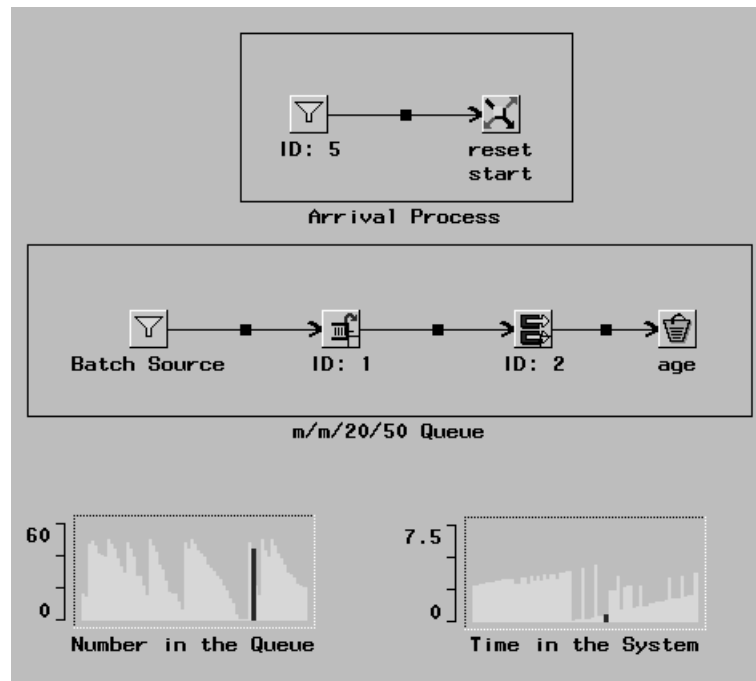 ID: 5
reset
start
Arrival Process
Batch Source
ID: 1
ID: 2
age
m/m/20/50 Queue
60
0
Number in the Queue
7.5
0
Time in the System